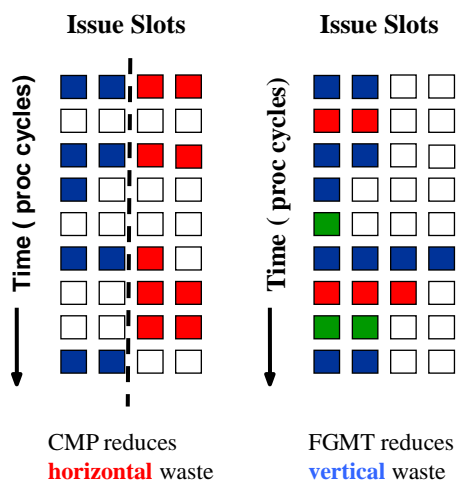 Issue Slots
Time ( proc cycles)
CMP reduces
horizontal waste
Issue Slots
Time ( proc cycles)
FGMT reduces
vertical waste